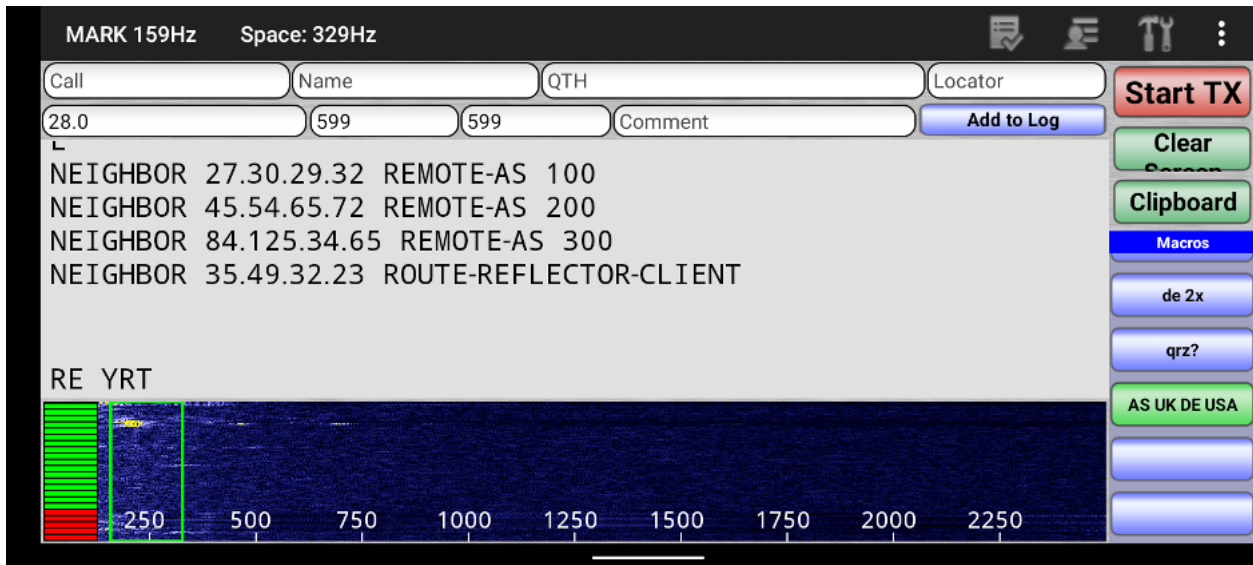 MARK 159Hz Space: 329Hz
Call Name QTH Locator
28.0 599 599 Comment Add to Log
NEIGHBOR 27.30.29.32 REMOTE-AS 100
NEIGHBOR 45.54.65.72 REMOTE-AS 200
NEIGHBOR 84.125.34.65 REMOTE-AS 300
NEIGHBOR 35.49.32.23 ROUTE-REFLECTOR-CLIENT
RE YRT
250 500 750 1000 1250 1500 1750 2000 2250
Start TX
Clear
Clipboard
Macros
de 2x
qrz?
AS UK DE USA